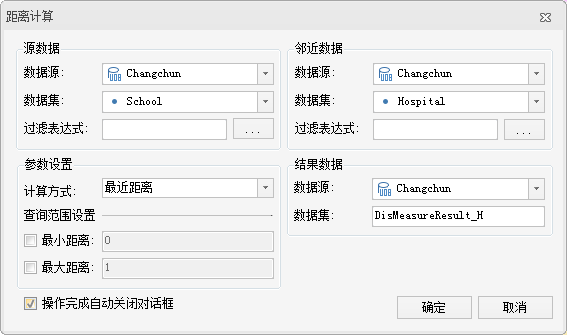 距离计算
源数据
数据源: Changchun
数据集: School
过滤表达式: ...
邻近数据
数据源: Changchun
数据集: Hospital
过滤表达式: ...
参数设置
计算方式: 最近距离
查询范围设置
最小距离: 0
最大距离: 1
结果数据
数据源: Changchun
数据集: DisMeasureResult_H
操作完成自动关闭对话框
确定 取消